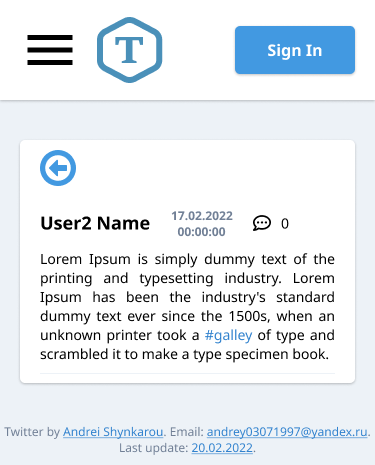 T
Sign In
User2 Name
17.02.2022
00:00:00
0
Lorem Ipsum is simply dummy text of the
printing and typesetting industry. Lorem
Ipsum has been the industry's standard
dummy text ever since the 1500s, when an
unknown printer took a #galley of type and
scrambled it to make a type specimen book.
Twitter by Andrei Shynkarou. Email: andrey03071997@yandex.ru.
Last update: 20.02.2022.